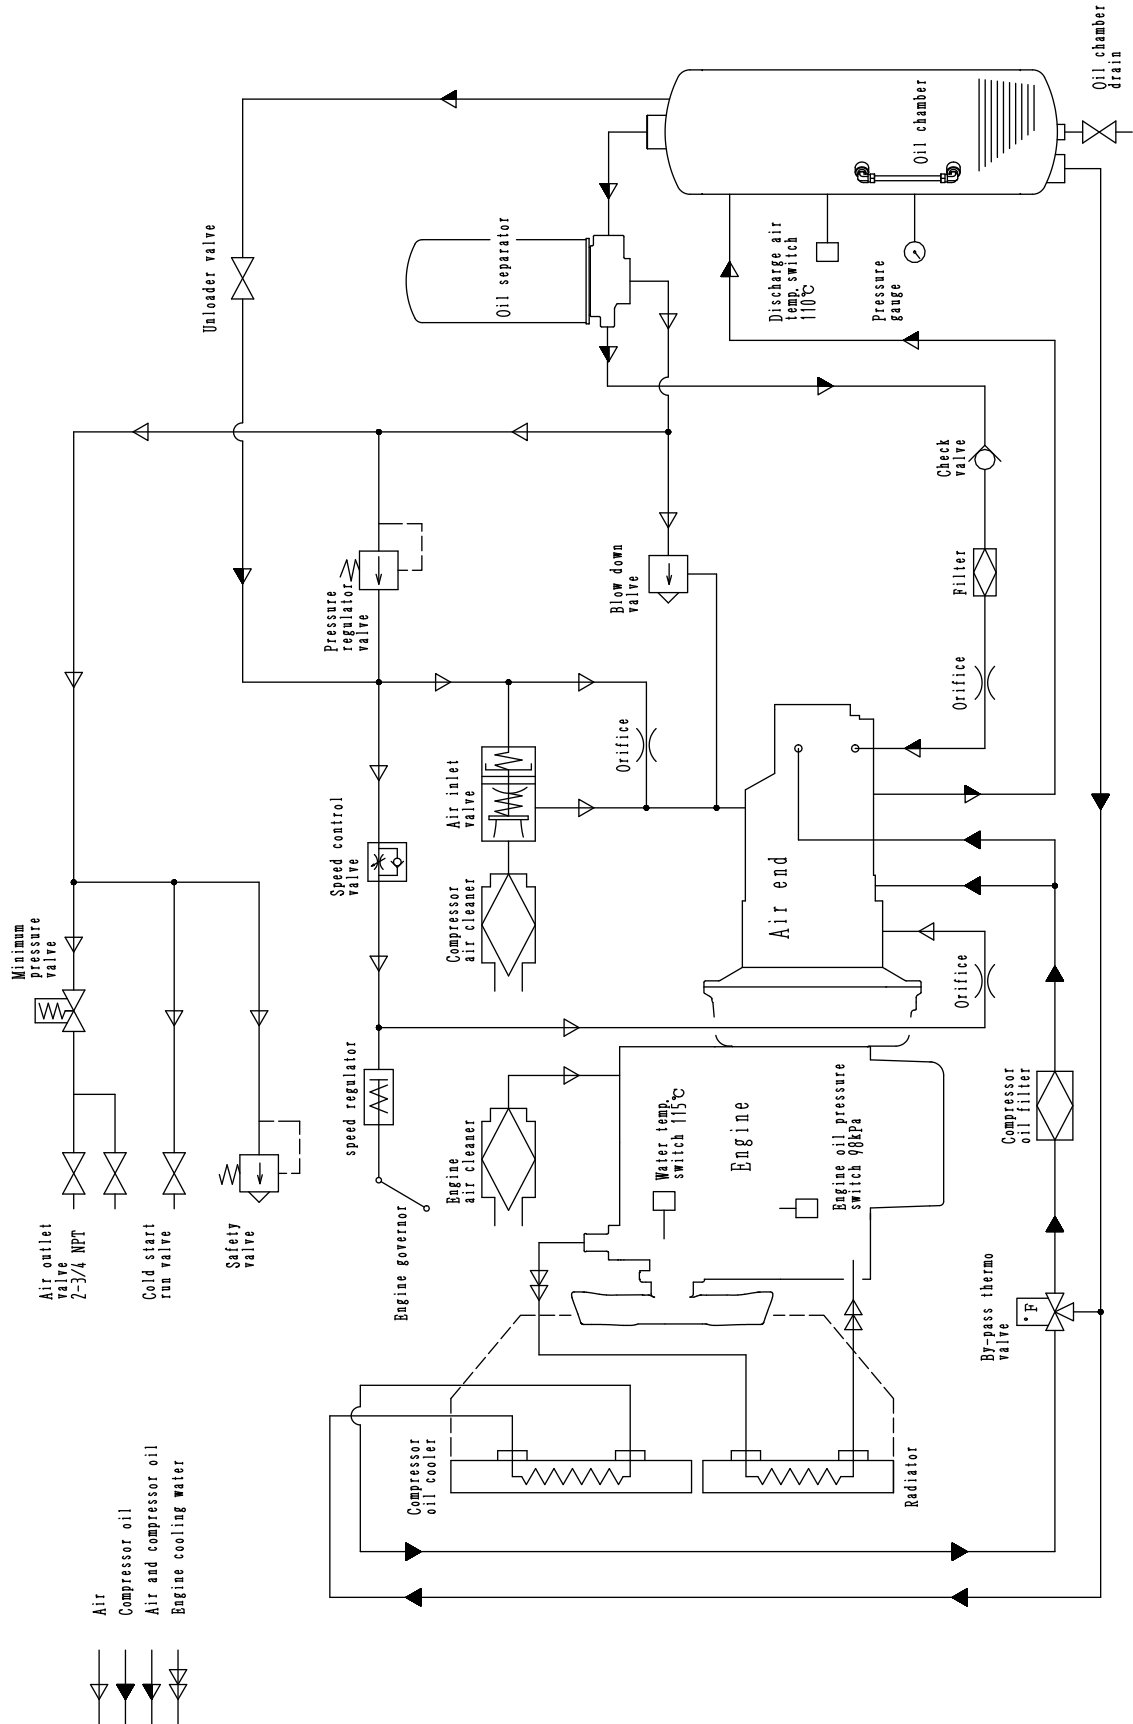 Air outlet
valve
2-3/4 NPT
Minimum
pressure
valve
Cold start
run valve
Safety
valve
Unloader valve
Pressure
regulator
valve
Speed control
valve
speed regulator
Engine governor
Oil separator
Air inlet
valve
Compressor
air cleaner
Engine
air cleaner
Orifice
Blow down
valve
Oil chamber
Oil chamber
drain
Discharge air
temp. switch
110℃
Pressure
gauge
Check
valve
Filter
Orifice
Air end
Orifice
Water temp.
switch 115℃
Engine
Engine oil pressure
switch 98kPa
Compressor
oil filter
By-pass thermo
valve
°F
Compressor
oil cooler
Radiator
Air
Compressor oil
Air and compressor oil
Engine cooling water